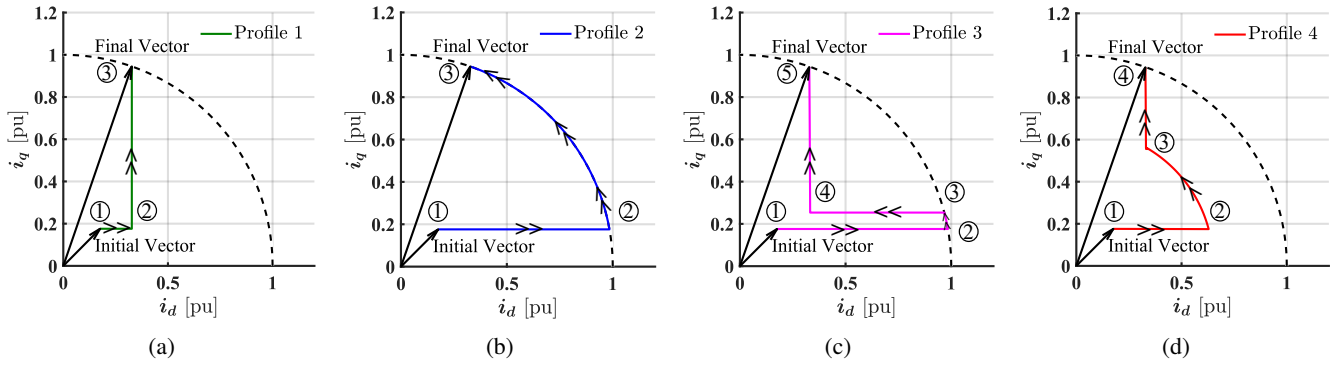 1.2
1
0.8
0.6
0.4
0.2
0
0 0.5 1
i_q [pu]
i_d [pu]
Profile 1
Final Vector
③
① ②
Initial Vector
(a)
1.2
1
0.8
0.6
0.4
0.2
0
0 0.5 1
i_q [pu]
i_d [pu]
Profile 2
Final Vector
③
① ②
Initial Vector
(b)
1.2
1
0.8
0.6
0.4
0.2
0
0 0.5 1
i_q [pu]
i_d [pu]
Profile 3
Final Vector
⑤
④ ③
① ②
Initial Vector
(c)
1.2
1
0.8
0.6
0.4
0.2
0
0 0.5 1
i_q [pu]
i_d [pu]
Profile 4
Final Vector
④
③
① ②
Initial Vector
(d)